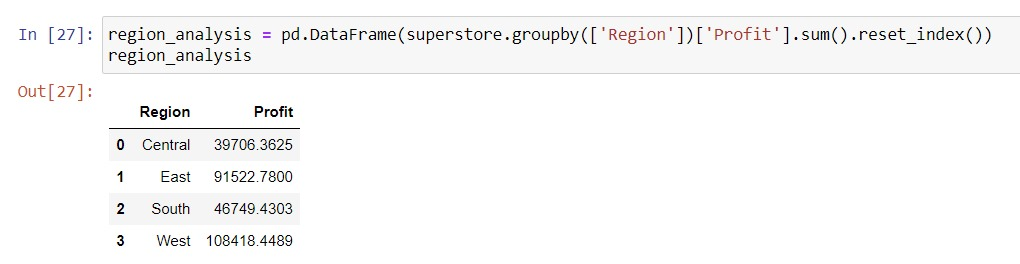 In [27]: region_analysis = pd.DataFrame(superstore.groupby(['Region'])['Profit'].sum().reset_index())
region_analysis
Out[27]:
Region Profit
0 Central 39706.3625
1 East 91522.7800
2 South 46749.4303
3 West 108418.4489